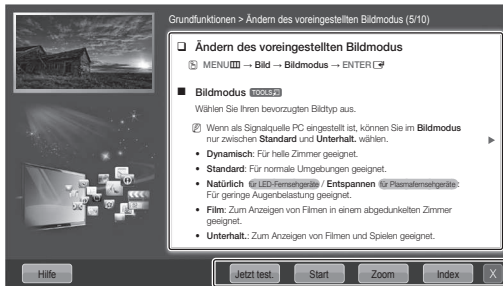 Grundfunktionen > Ändern des voreingestellten Bildmodus (5/10)
❑ Ändern des voreingestellten Bildmodus
MENU → Bild → Bildmodus → ENTER
■ Bildmodus TOOLS
Wählen Sie Ihren bevorzugten Bildtyp aus.
Wenn als Signalquelle PC eingestellt ist, können Sie im Bildmodus
nur zwischen Standard und Unterhalt. wählen.
• Dynamisch: Für helle Zimmer geeignet.
• Standard: Für normale Umgebungen geeignet.
• Natürlich für LED-Fernsehgeräte / Entspannen für Plasmafernsehgeräte:
Für geringe Augenbelastung geeignet.
• Film: Zum Anzeigen von Filmen in einem abgedunkelten Zimmer
geeignet.
• Unterhalt.: Zum Anzeigen von Filmen und Spielen geeignet.
Hilfe Jetzt test. Start Zoom Index X